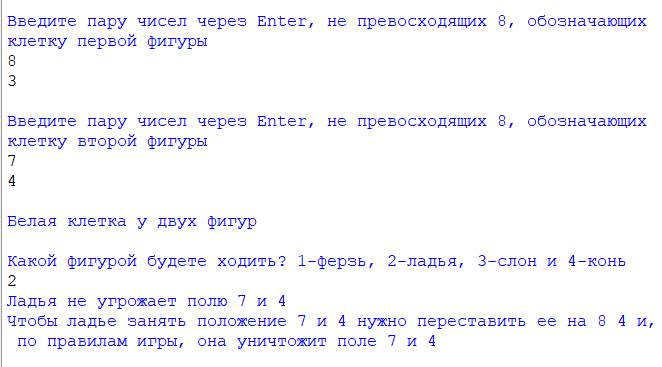 Введите пару чисел через Enter, не превосходящих 8, обозначающих
клетку первой фигуры
8
3
Введите пару чисел через Enter, не превосходящих 8, обозначающих
клетку второй фигуры
7
4
Белая клетка у двух фигур
Какой фигурой будете ходить? 1-ферзь, 2-ладья, 3-слон и 4-конь
2
Ладья не угрожает полю 7 и 4
Чтобы ладье занять положение 7 и 4 нужно переставить ее на 8 4 и,
по правилам игры, она уничтожит поле 7 и 4